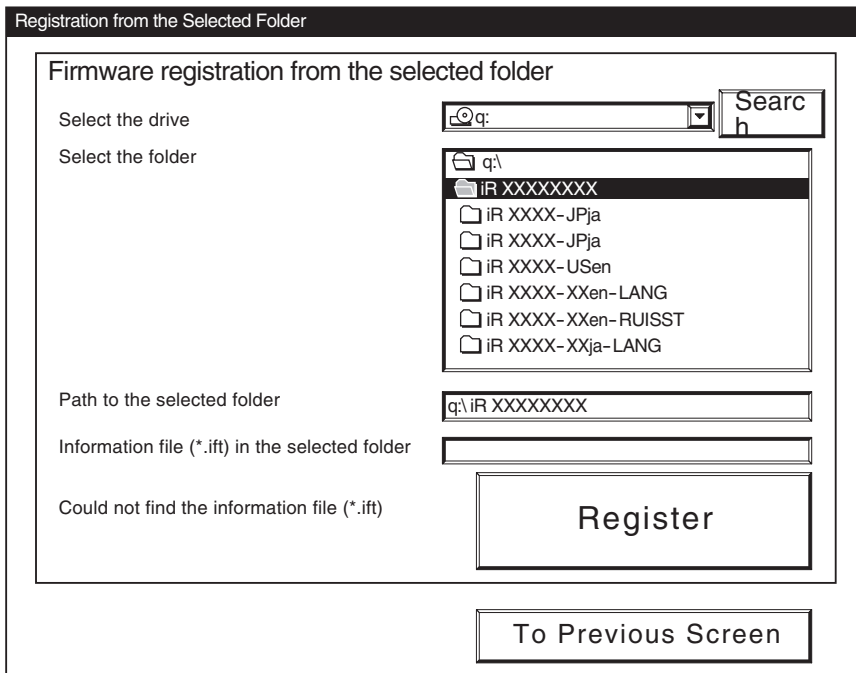 Registration from the Selected Folder
Firmware registration from the selected folder
Select the drive
q:
Searc
h
Select the folder
q:\
iR XXXXXXXX
iR XXXX-JPja
iR XXXX-JPja
iR XXXX-USen
iR XXXX-XXen-LANG
iR XXXX-XXen-RUISST
iR XXXX-XXja-LANG
Path to the selected folder
q:\ iR XXXXXXXX
Information file (*.ift) in the selected folder
Could not find the information file (*.ift)
Register
To Previous Screen